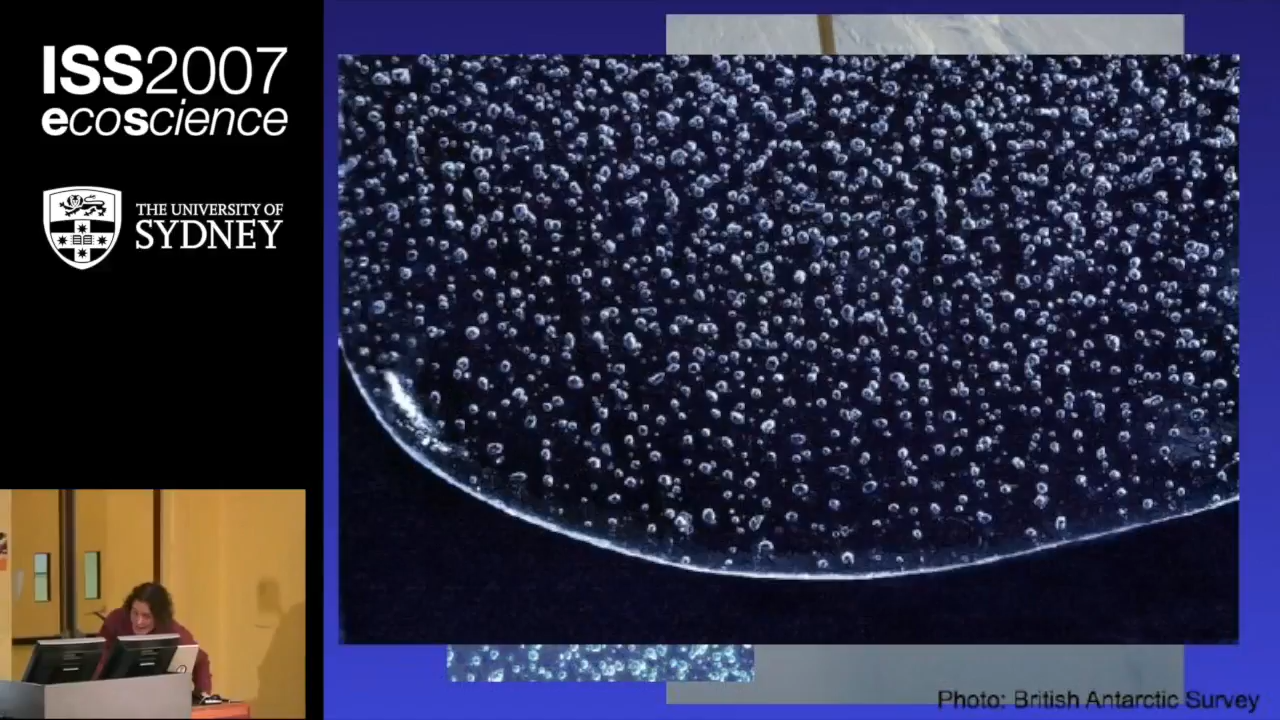 ISS2007
ecoscience
THE UNIVERSITY OF
SYDNEY
Photo: British Antarctic Survey